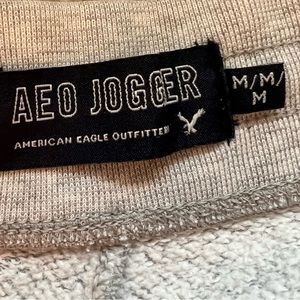 AEO JOGGER
AMERICAN EAGLE OUTFITTERS
M/M/
M